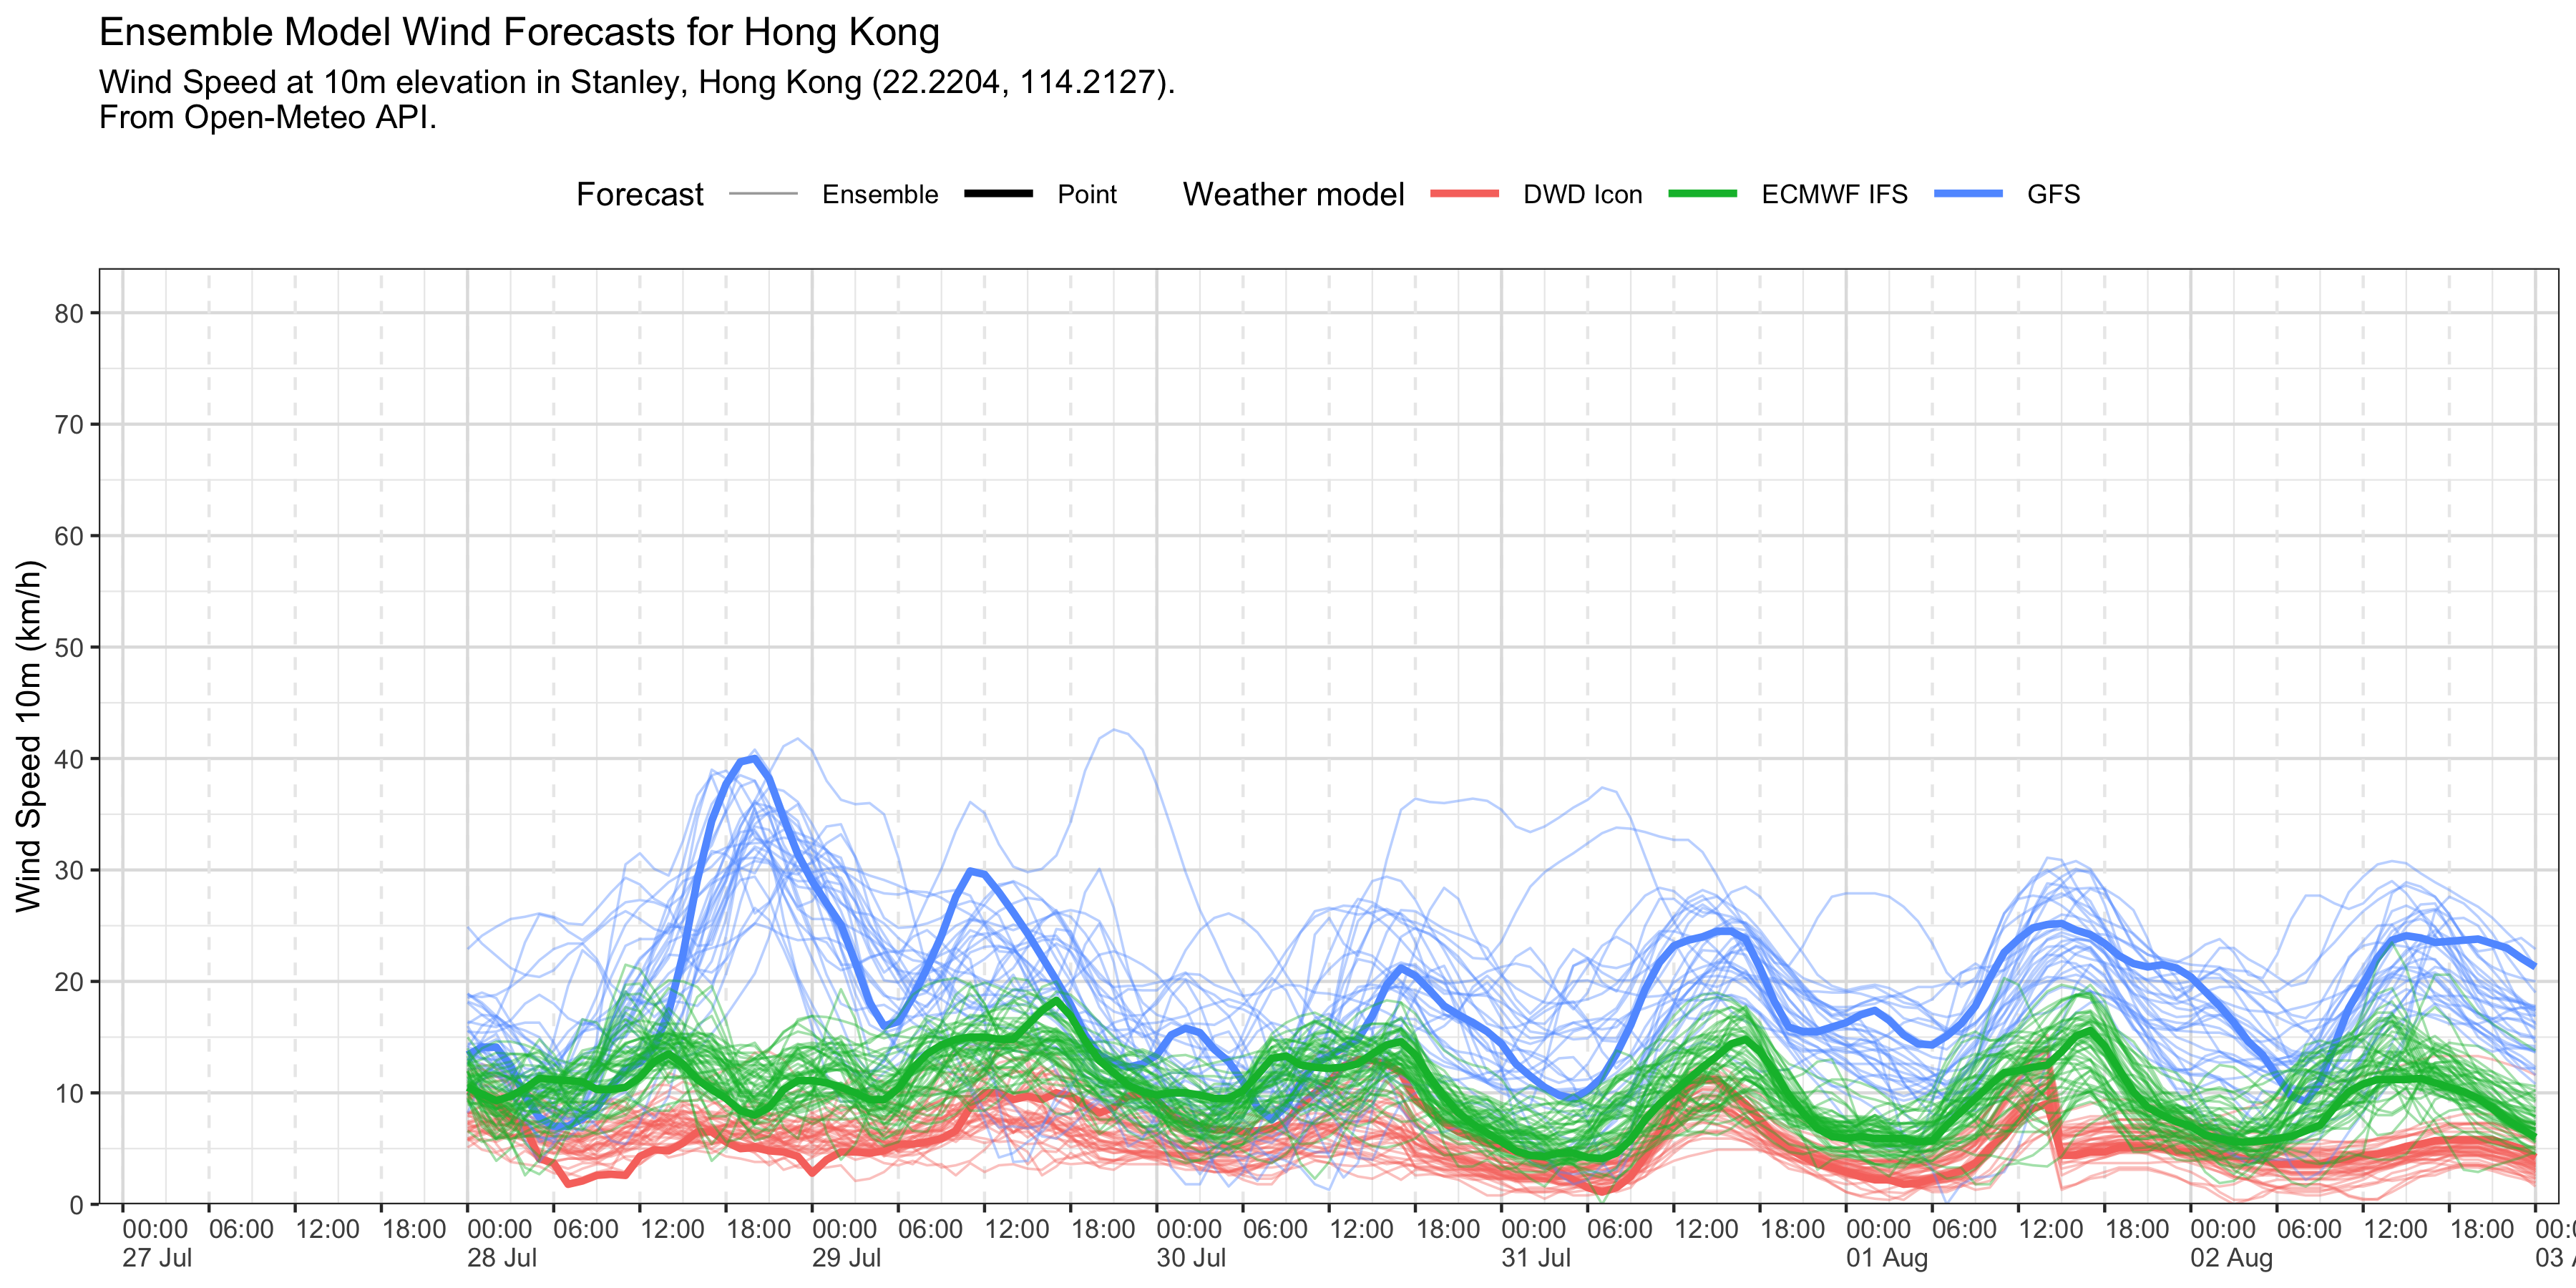 Ensemble Model Wind Forecasts for Hong Kong
Wind Speed at 10m elevation in Stanley, Hong Kong (22.2204, 114.2127).
From Open-Meteo API.
Forecast Ensemble Point Weather model DWD Icon ECMWF IFS GFS
Wind Speed 10m (km/h)
80
70
60
50
40
30
20
10
0
00:00 06:00 12:00 18:00 00:00 06:00 12:00 18:00 00:00 06:00 12:00 18:00 00:00 06:00 12:00 18:00 00:00 06:00 12:00 18:00 00:00 06:00 12:00 18:00 00:00 06:00 12:00 18:00
27 Jul 28 Jul 29 Jul 30 Jul 31 Jul 01 Aug 02 Aug 03